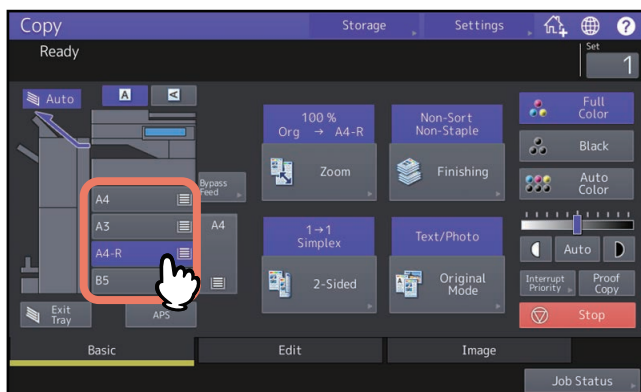 Copy
Storage
Settings
?
Ready
Set
1
Auto
A
A
100 %
Org → A4-R
Zoom
Non-Sort
Non-Staple
Finishing
Full
Color
Black
Auto
Color
Bypass
Feed
A4
A3
A4-R
B5
A4
1→1
Simplex
2-Sided
Text/Photo
Original
Mode
Auto
Interrupt
Priority
Proof
Copy
Exit
Tray
APS
Stop
Basic
Edit
Image
Job Status